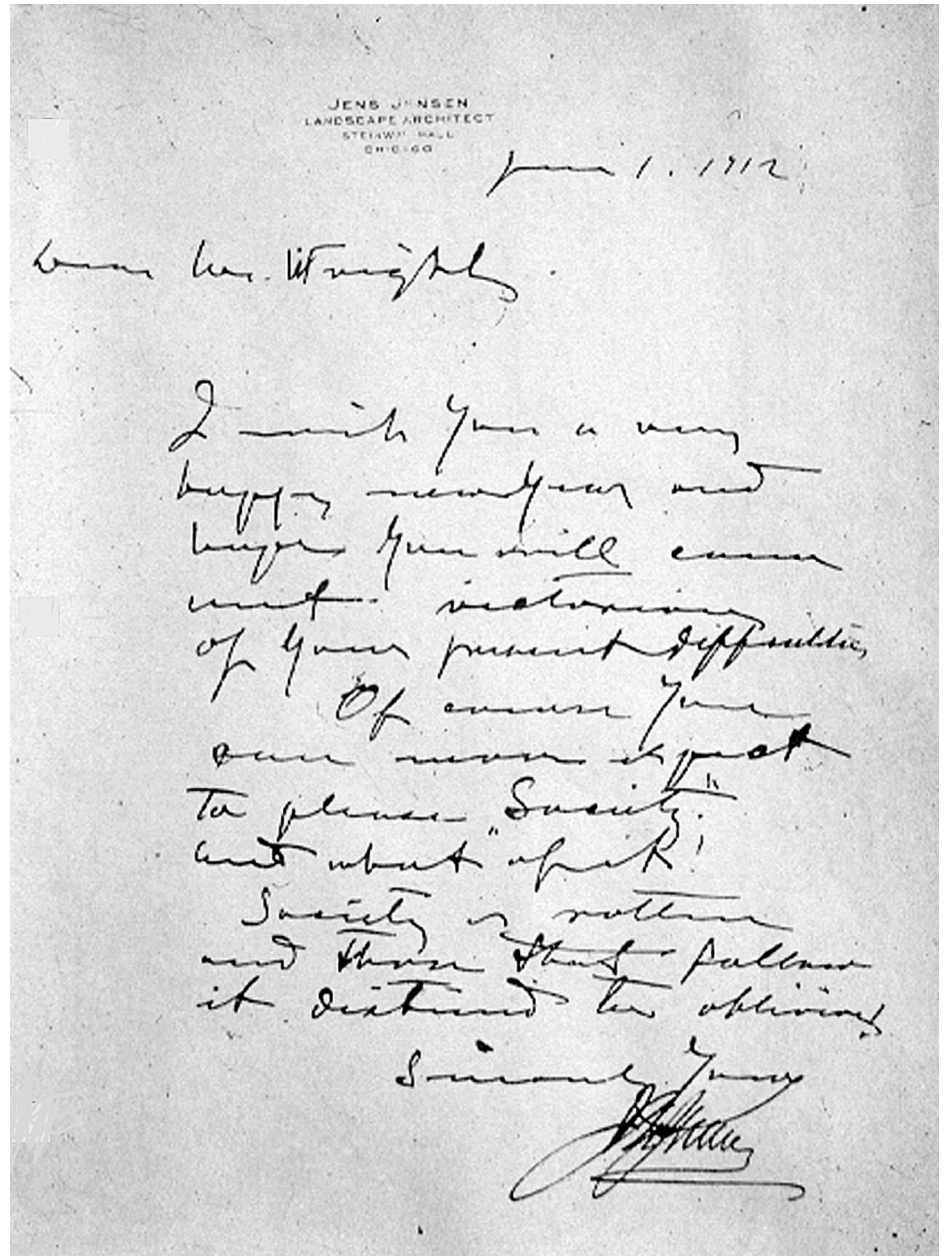 JENS JENSEN
LANDSCAPE ARCHITECT
STEINWAY HALL
CHICAGO
1. 1912
Dear Mr. Wright,
I wish you a very
happy new year and
hope you will come
out victorious
of your present difficulties
Of course you
can never expect
to please "Society."
and what "of it"!
Society is rotten
and those that follow
it destined to oblivion.
Sincerely Yours
Jens Jensen